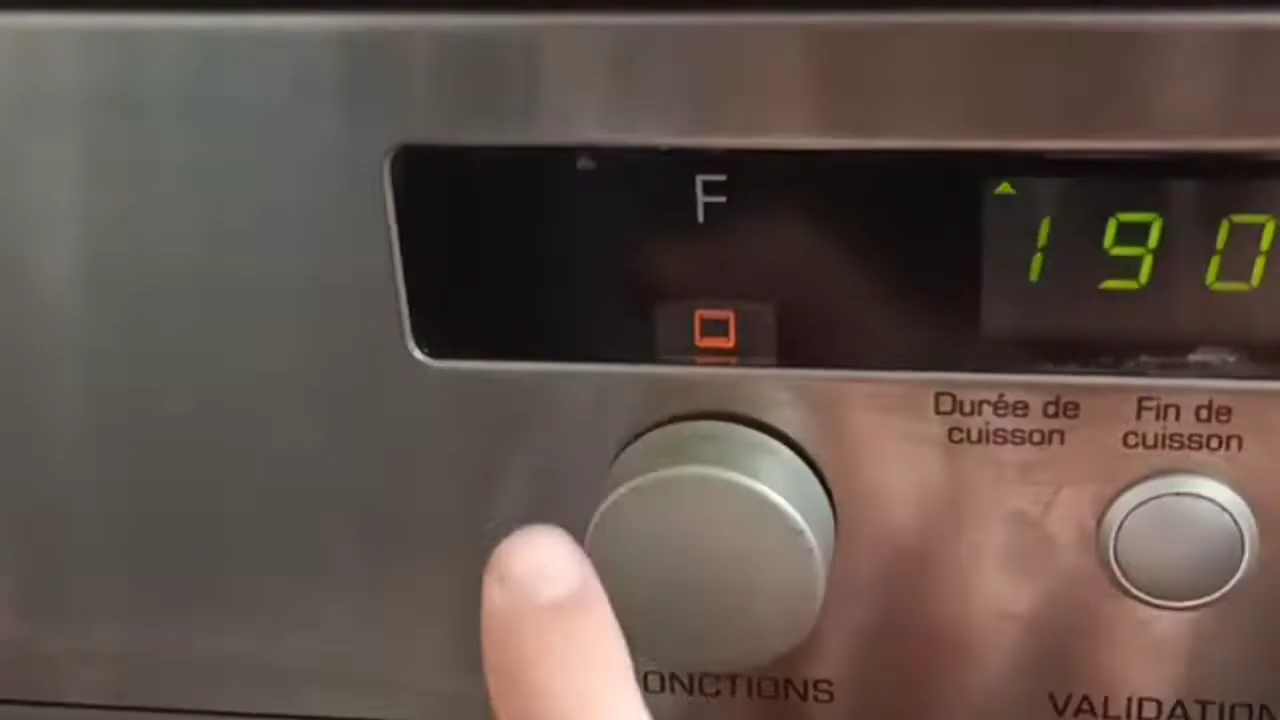 F
190
Durée de
cuisson
Fin de
cuisson
ONCTIONS
VALIDATION